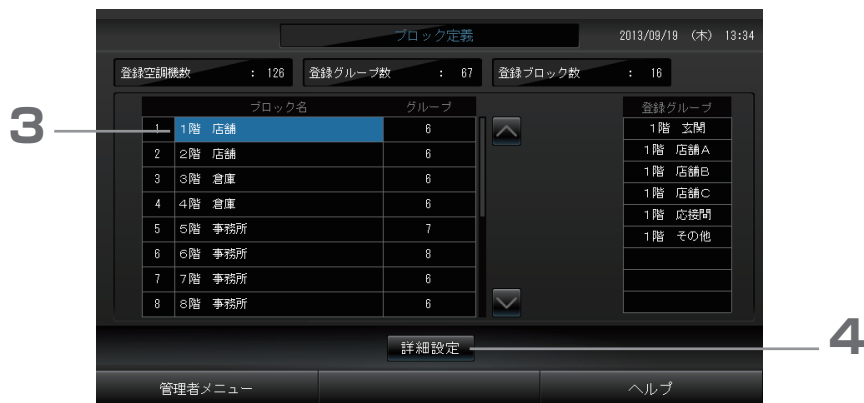 ブロック定義 2013/09/19 (木) 13:34
登録空調機数 : 126 登録グループ数 : 67 登録ブロック数 : 16
ブロック名 グループ 登録グループ
3 1 1階 店舗 6 1階 玄関
2 2階 店舗 6 1階 店舗A
3 3階 倉庫 6 1階 店舗B
4 4階 倉庫 6 1階 店舗C
5 5階 事務所 7 1階 応接間
6 6階 事務所 8 1階 その他
7 7階 事務所 6
8 8階 事務所 6
詳細設定 4
管理者メニュー ヘルプ